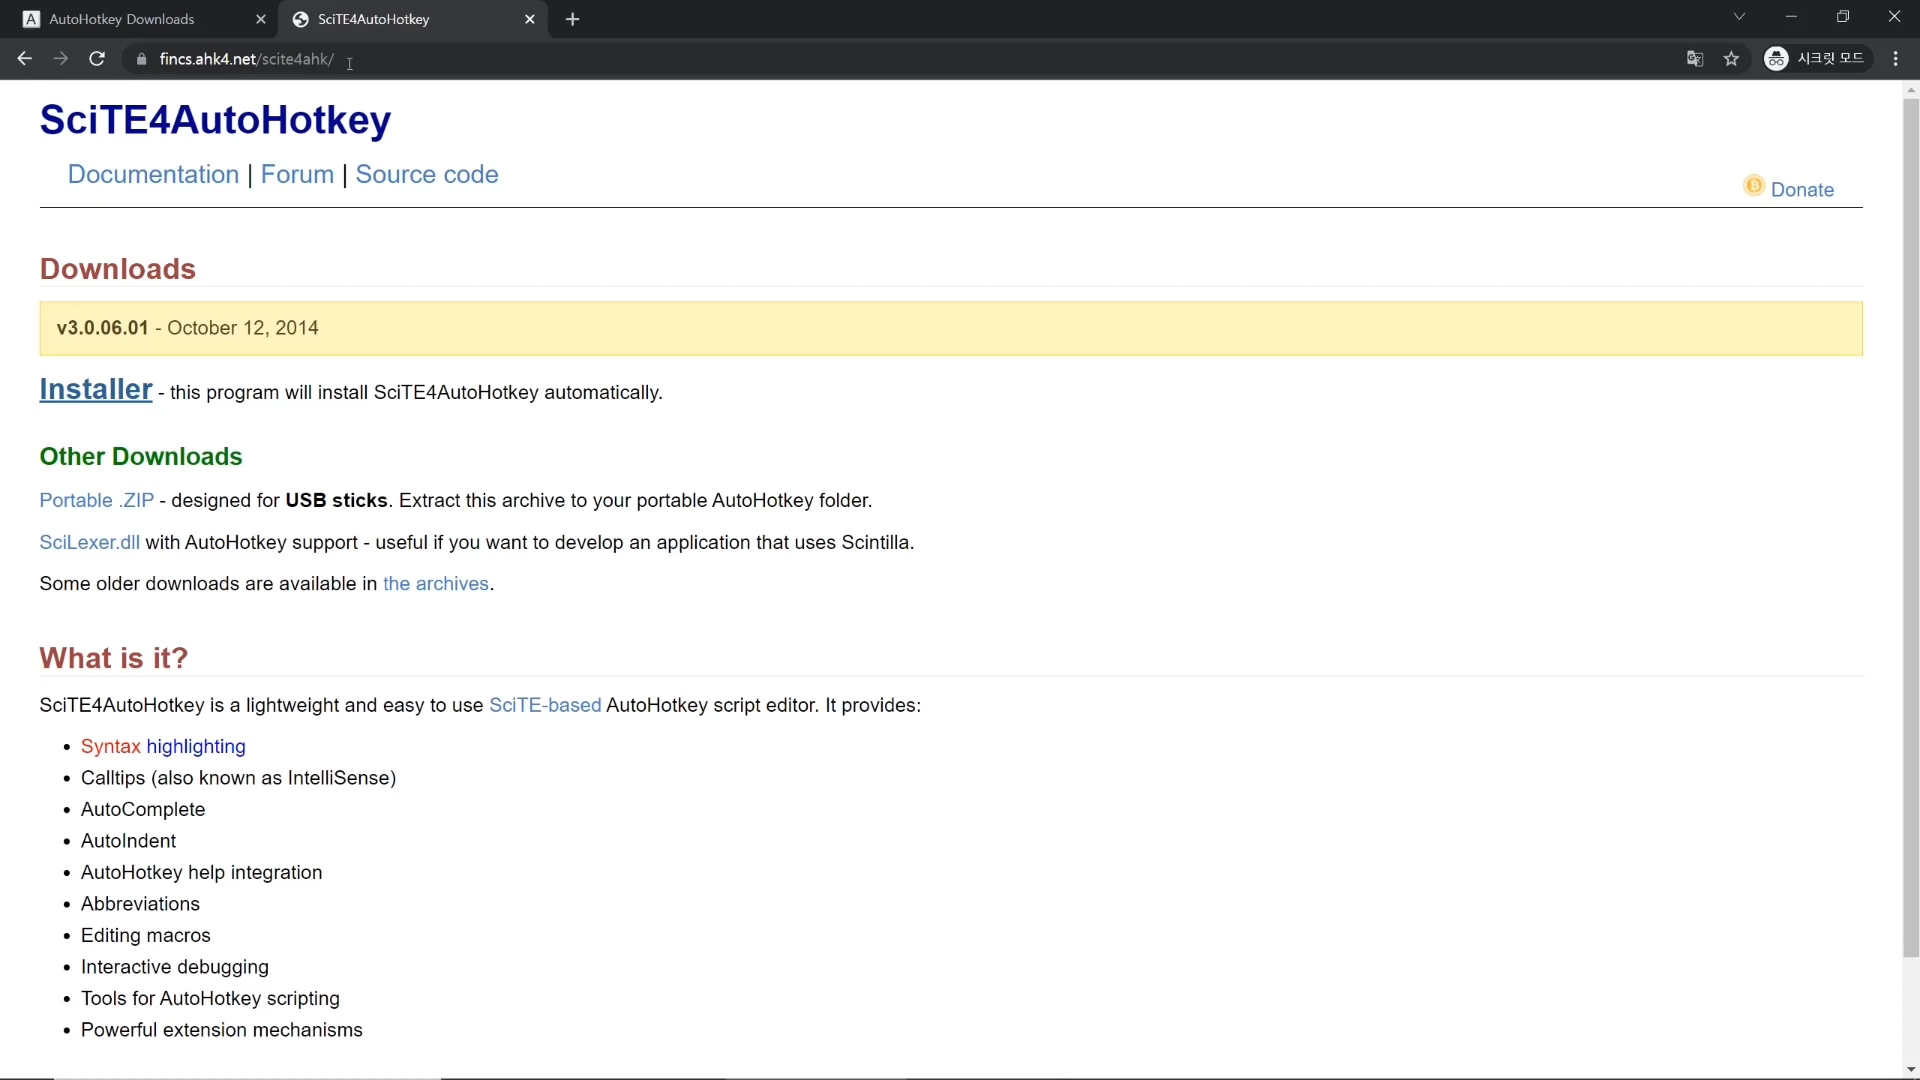 AutoHotkey Downloads
SciTE4AutoHotkey
fincs.ahk4.net/scite4ahk/
시크릿 모드
SciTE4AutoHotkey
Documentation | Forum | Source code
Donate
Downloads
v3.0.06.01 - October 12, 2014
Installer - this program will install SciTE4AutoHotkey automatically.
Other Downloads
Portable .ZIP - designed for USB sticks. Extract this archive to your portable AutoHotkey folder.
SciLexer.dll with AutoHotkey support - useful if you want to develop an application that uses Scintilla.
Some older downloads are available in the archives.
What is it?
SciTE4AutoHotkey is a lightweight and easy to use SciTE-based AutoHotkey script editor. It provides:
• Syntax highlighting
• Calltips (also known as IntelliSense)
• AutoComplete
• AutoIndent
• AutoHotkey help integration
• Abbreviations
• Editing macros
• Interactive debugging
• Tools for AutoHotkey scripting
• Powerful extension mechanisms